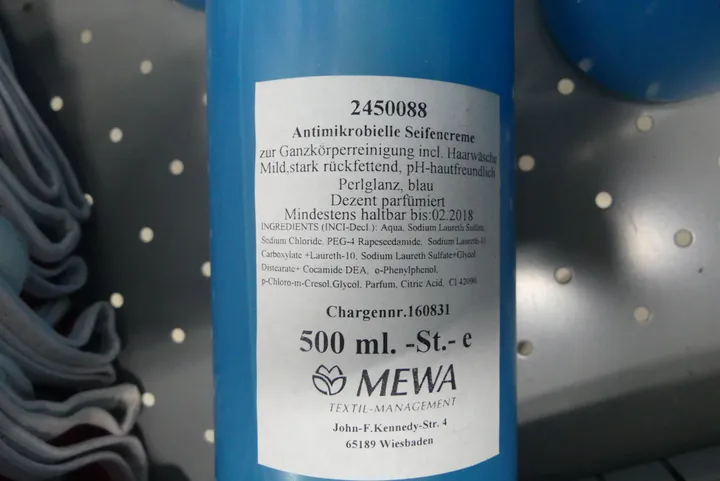 2450088
Antimikrobielle Seifencreme
zur Ganzkörperreinigung incl. Haarwäsche
Mild,stark rückfettend, pH-hautfreundlich
Perlglanz, blau
Dezent parfümiert
Mindestens haltbar bis:02.2018
INGREDIENTS (INCI-Decl.): Aqua, Sodium Laureth Sulfate,
Sodium Chloride, PEG-4 Rapeseedamide, Sodium Laureth-11
Carboxylate +Laureth-10, Sodium Laureth Sulfate+Glycol
Distearate+ Cocamide DEA, o-Phenylphenol,
p-Chloro-m-Cresol,Glycol, Parfum, Citric Acid, CI 42090
Chargennr.160831
500 ml. -St.- e
MEWA
TEXTIL-MANAGEMENT
John-F.Kennedy-Str. 4
65189 Wiesbaden